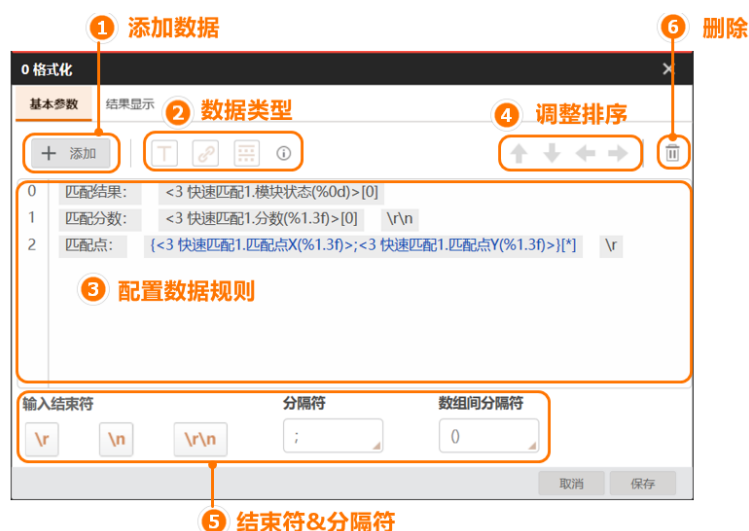 1 添加数据
6 删除
0 格式化
基本参数 结果显示
2 数据类型
4 调整排序
+ 添加
0 匹配结果: <3 快速匹配1.模块状态(%0d)>[0]
1 匹配分数: <3 快速匹配1.分数(%1.3f)>[0] \r\n
2 匹配点: {<3 快速匹配1.匹配点X(%1.3f)>;<3 快速匹配1.匹配点Y(%1.3f)>}[*] \r
3 配置数据规则
输入结束符 分隔符 数组间分隔符
\r \n \r\n ; ()
取消 保存
5 结束符&分隔符